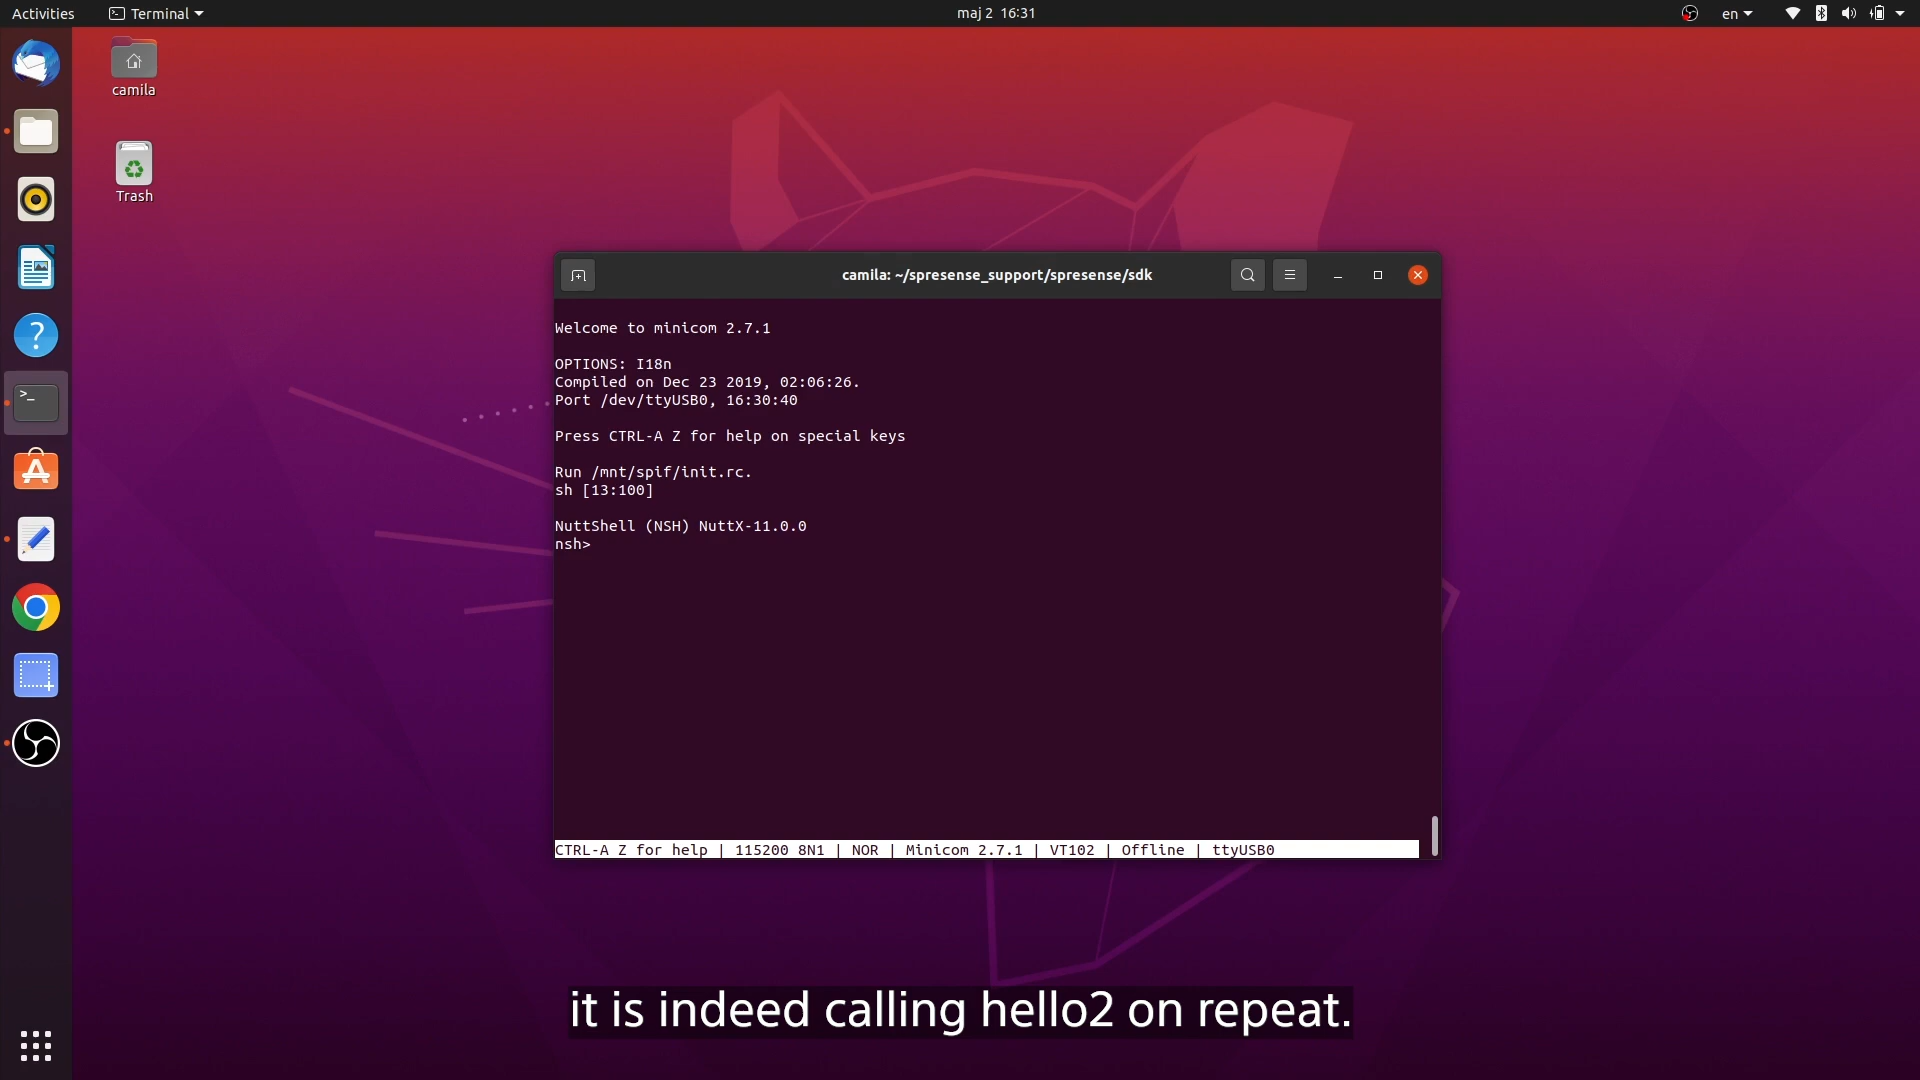 Activities
Terminal
maj 2 16:31
en
camila
Trash
camila: ~/spresense_support/spresense/sdk
Welcome to minicom 2.7.1
OPTIONS: I18n
Compiled on Dec 23 2019, 02:06:26.
Port /dev/ttyUSB0, 16:30:40
Press CTRL-A Z for help on special keys
Run /mnt/spif/init.rc.
sh [13:100]
NuttShell (NSH) NuttX-11.0.0
nsh>
CTRL-A Z for help | 115200 8N1 | NOR | Minicom 2.7.1 | VT102 | Offline | ttyUSB0
it is indeed calling hello2 on repeat.